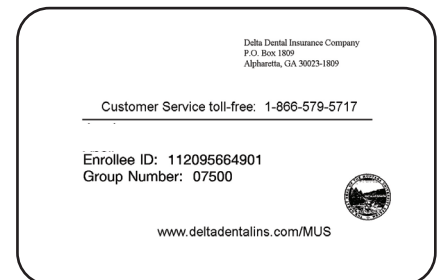 Delta Dental Insurance Company
P.O. Box 1809
Alpharetta, GA 30023-1809
Customer Service toll-free: 1-866-579-5717
Enrollee ID: 112095664901
Group Number: 07500
www.deltadentalins.com/MUS